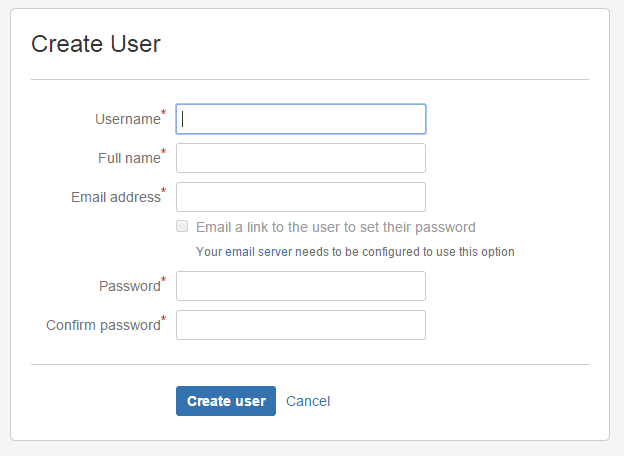 Create User
Username*
Full name*
Email address*
Email a link to the user to set their password
Your email server needs to be configured to use this option
Password*
Confirm password*
Create user Cancel